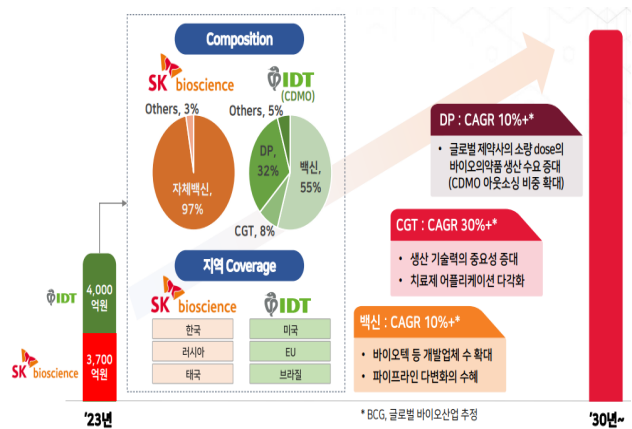 Composition
SK bioscience
IDT
(CDMO)
Others, 3%
자체백신,
97%
Others, 5%
DP,
32%
백신,
55%
CGT, 8%
지역 Coverage
SK bioscience
IDT
한국
미국
러시아
EU
태국
브라질
IDT
4,000
억원
SK bioscience
3,700
억원
DP : CAGR 10%+*
• 글로벌 제약사의 소량 dose의
바이오의약품 생산 수요 증대
(CDMO 아웃소싱 비중 확대)
CGT : CAGR 30%+*
• 생산 기술력의 중요성 증대
• 치료제 어플리케이션 다각화
백신 : CAGR 10%+*
• 바이오텍 등 개발업체 수 확대
• 파이프라인 다변화의 수혜
* BCG, 글로벌 바이오산업 추정
’23년
’30년~